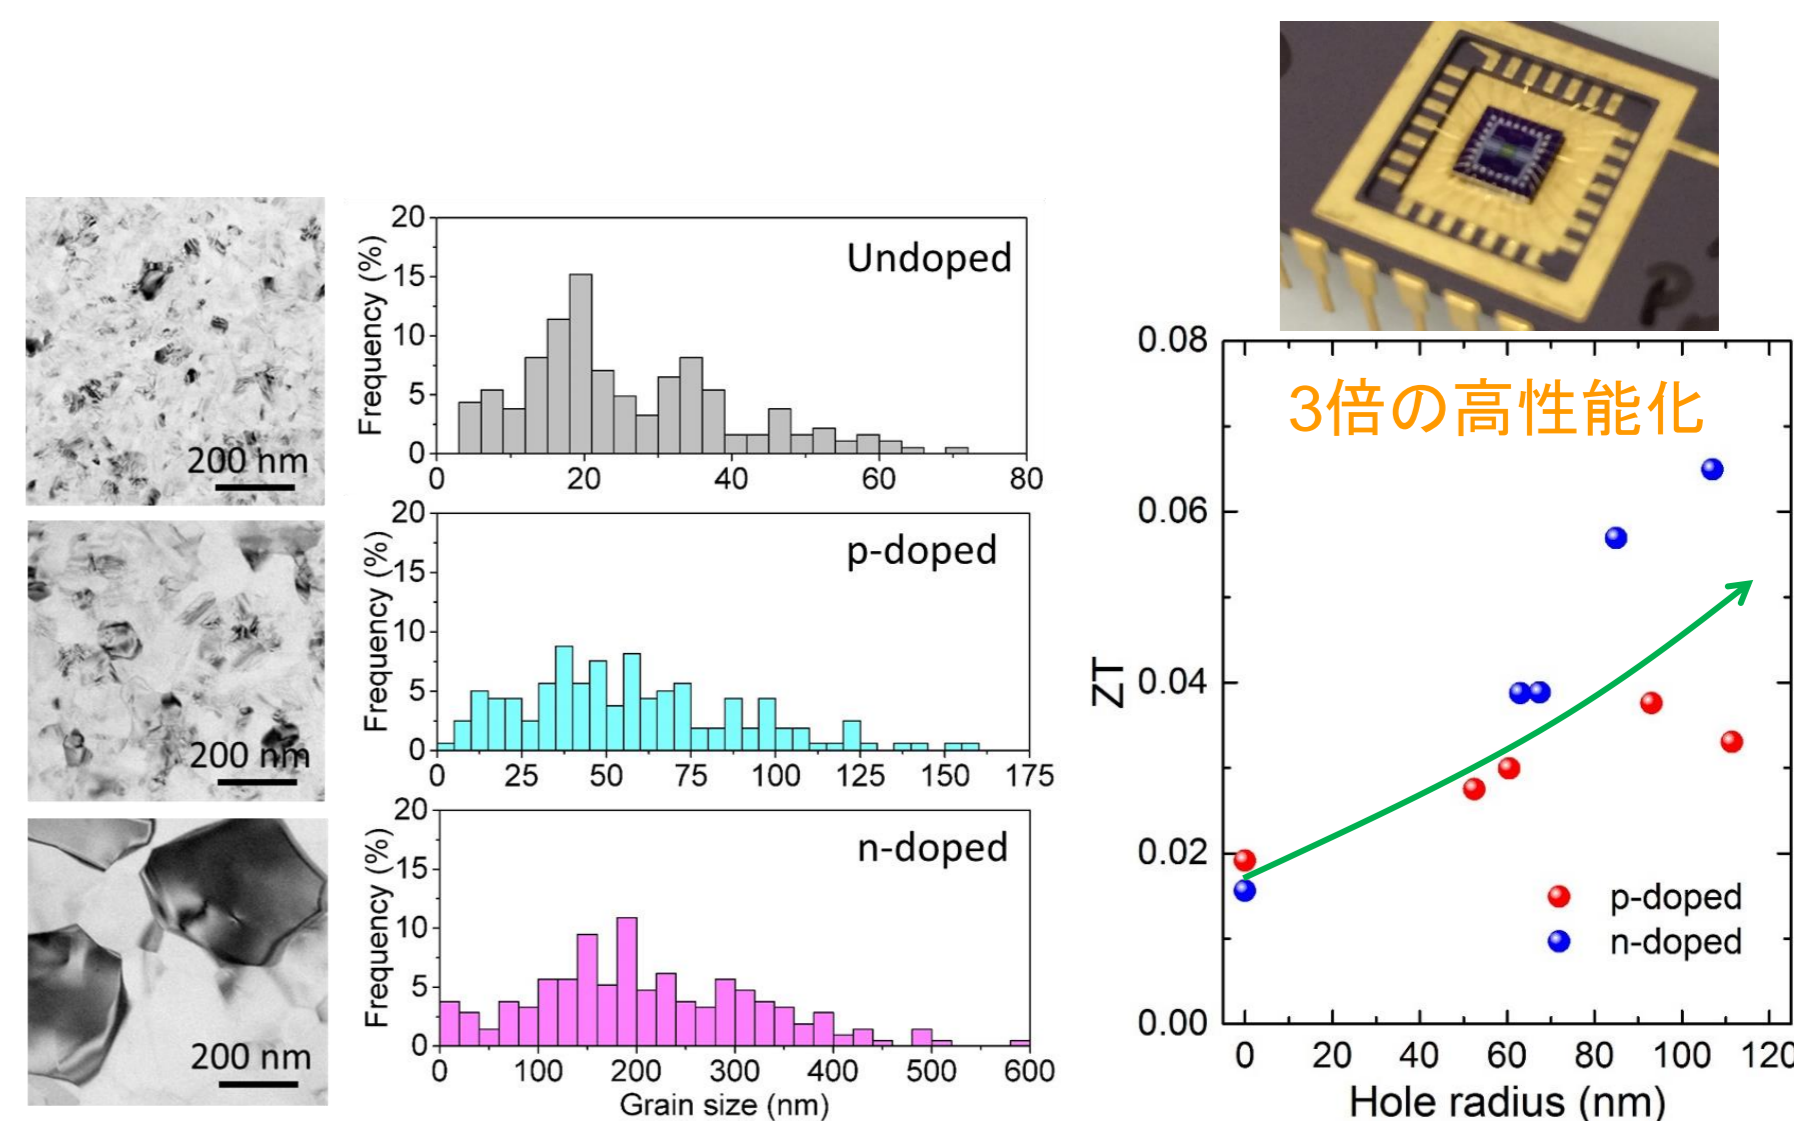 200 nm
200 nm
200 nm
Undoped
Frequency (%)
20
15
10
5
0
0 20 40 60 80
p-doped
Frequency (%)
20
15
10
5
0
0 25 50 75 100 125 150 175
n-doped
Frequency (%)
20
15
10
5
0
0 100 200 300 400 500 600
Grain size (nm)
P
3倍の高性能化
ZT
0.08
0.06
0.04
0.02
0.00
p-doped
n-doped
0 20 40 60 80 100 120
Hole radius (nm)